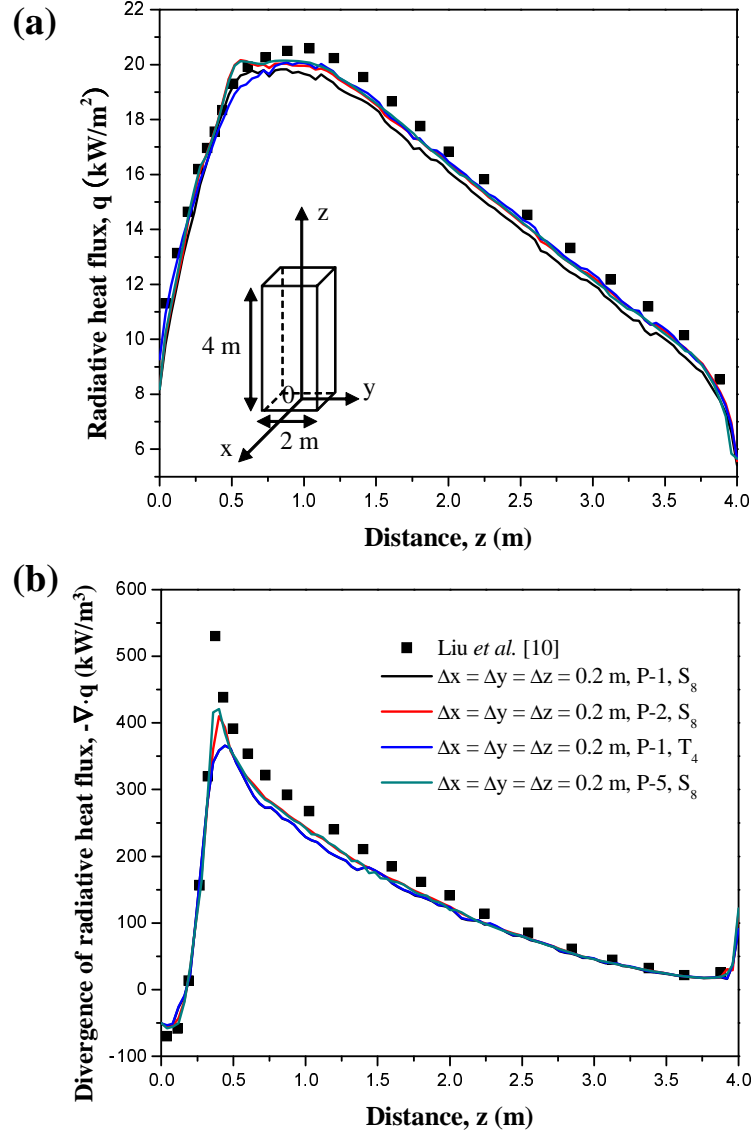 (a)
Radiative heat flux, q (kW/m²)
22
20
18
16
14
12
10
8
6
z
4 m
0
y
x
2 m
0.0 0.5 1.0 1.5 2.0 2.5 3.0 3.5 4.0
Distance, z (m)
(b)
Divergence of radiative heat flux, -∇·q (kW/m³)
600
500
400
300
200
100
0
-100
Liu et al. [10]
Δx = Δy = Δz = 0.2 m, P-1, S₈
Δx = Δy = Δz = 0.2 m, P-2, S₈
Δx = Δy = Δz = 0.2 m, P-1, T₄
Δx = Δy = Δz = 0.2 m, P-5, S₈
0.0 0.5 1.0 1.5 2.0 2.5 3.0 3.5 4.0
Distance, z (m)